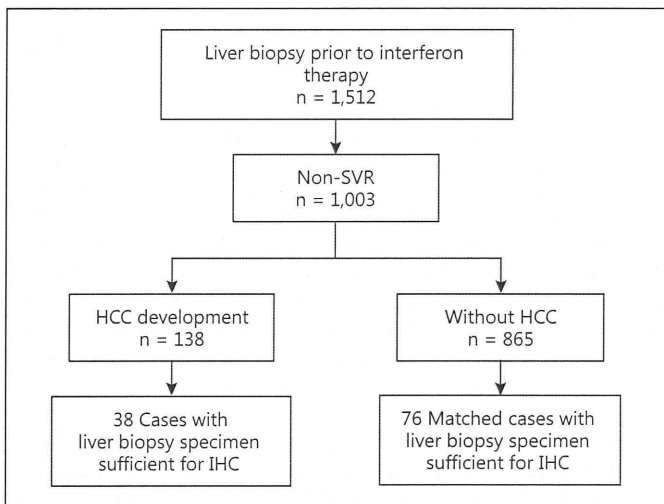 Liver biopsy prior to interferon
therapy
n = 1,512
Non-SVR
n = 1,003
HCC development
n = 138
Without HCC
n = 865
38 Cases with
liver biopsy specimen
sufficient for IHC
76 Matched cases with
liver biopsy specimen
sufficient for IHC